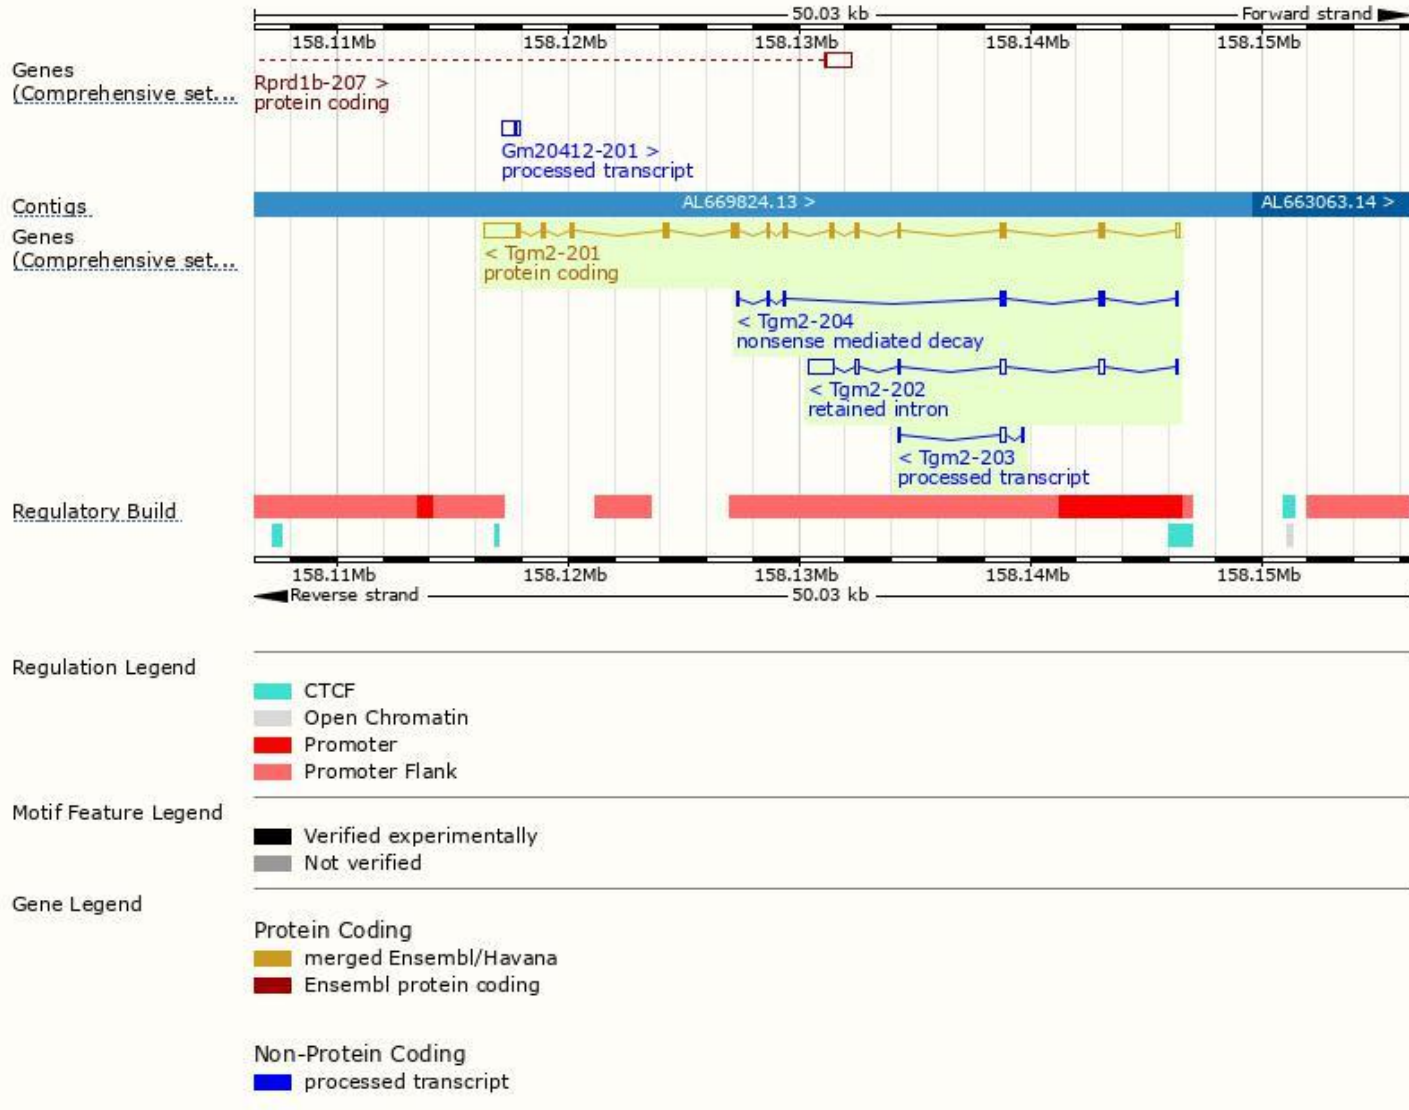 50.03 kb Forward strand
158.11Mb 158.12Mb 158.13Mb 158.14Mb 158.15Mb
Genes
(Comprehensive set...
Rprd1b-207 >
protein coding
Gm20412-201 >
processed transcript
Contigs AL669824.13 > AL663063.14 >
Genes
(Comprehensive set...
< Tgm2-201
protein coding
< Tgm2-204
nonsense mediated decay
< Tgm2-202
retained intron
< Tgm2-203
processed transcript
Regulatory Build
158.11Mb 158.12Mb 158.13Mb 158.14Mb 158.15Mb
Reverse strand 50.03 kb
Regulation Legend
CTCF
Open Chromatin
Promoter
Promoter Flank
Motif Feature Legend
Verified experimentally
Not verified
Gene Legend
Protein Coding
merged Ensembl/Havana
Ensembl protein coding
Non-Protein Coding
processed transcript